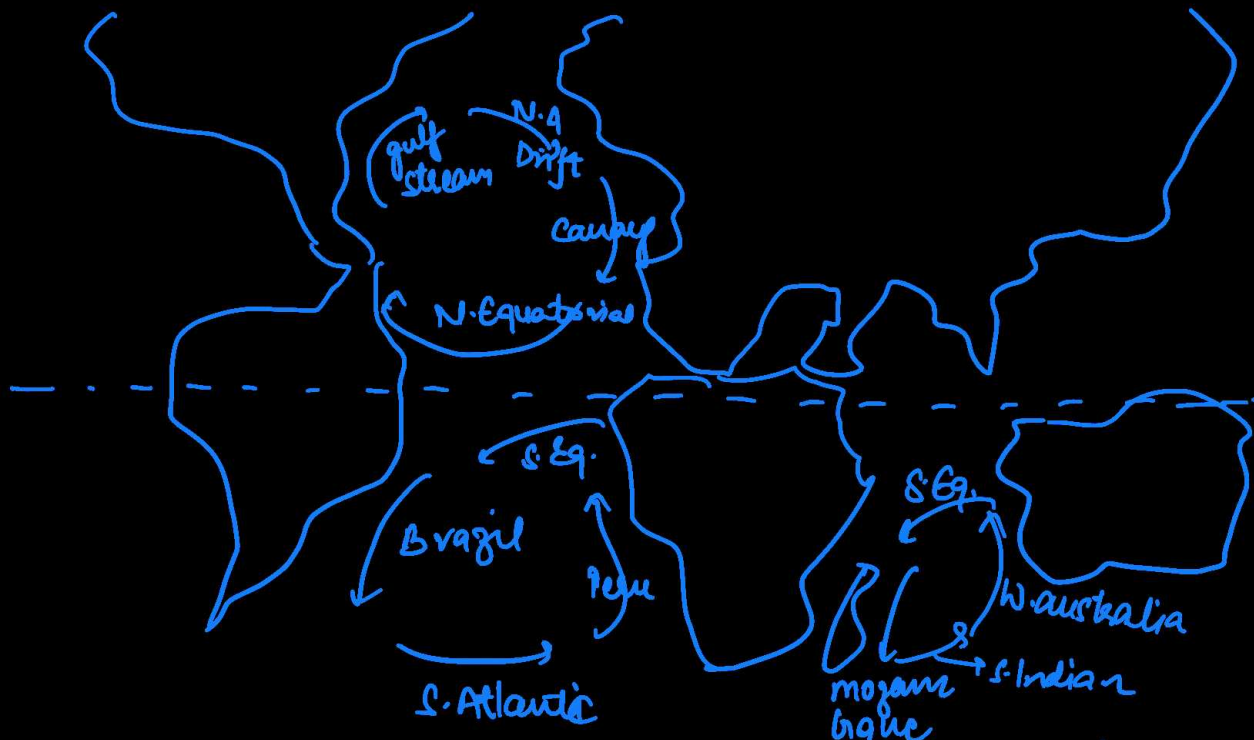 N.A
Drift
gulf
stream
Canary
N.Equatorial
S.Eq.
S.Eq.
Brazil
Peru
W.australia
S.Indian
mozam
bique
S.Atlantic